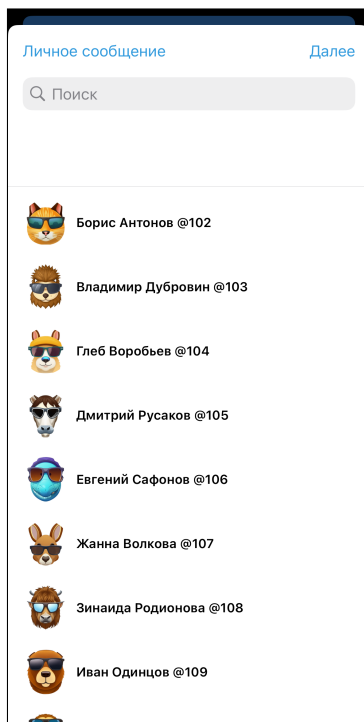 Личное сообщение Далее
Поиск
Борис Антонов @102
Владимир Дубровин @103
Глеб Воробьев @104
Дмитрий Русаков @105
Евгений Сафонов @106
Жанна Волкова @107
Зинаида Родионова @108
Иван Одинцов @109